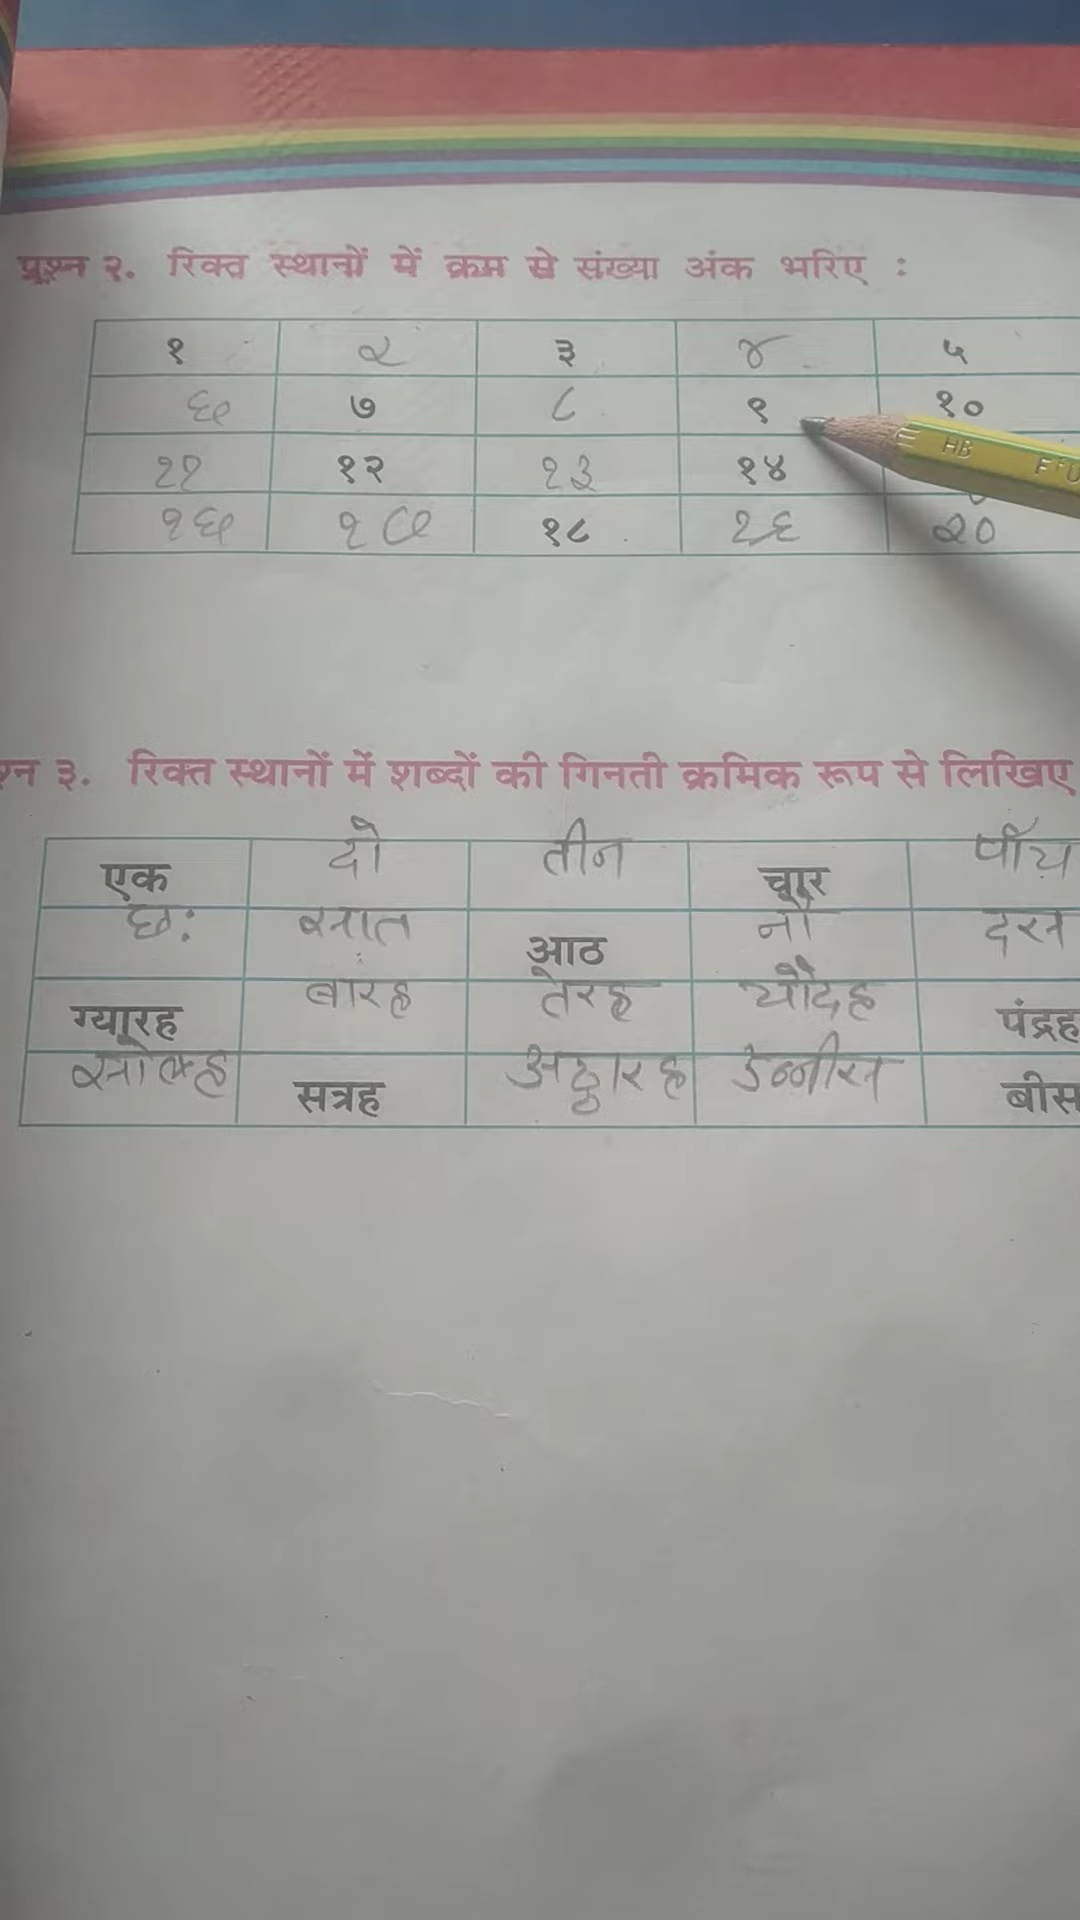 प्रश्न २. रिक्त स्थानों में क्रम से संख्या अंक भरिए :
१ २ ३ ४ ५
६ ७ ८ ९ १०
HB
११ १२ १३ १४
१६ १७ १८ १९ २०
श्न ३. रिक्त स्थानों में शब्दों की गिनती क्रमिक रूप से लिखिए
एक दो तीन चार पाँच
छः सात आठ नौ दस
ग्यारह बारह तेरह चौदह पंद्रह
सोलह सत्रह अट्ठारह उन्नीस बीस